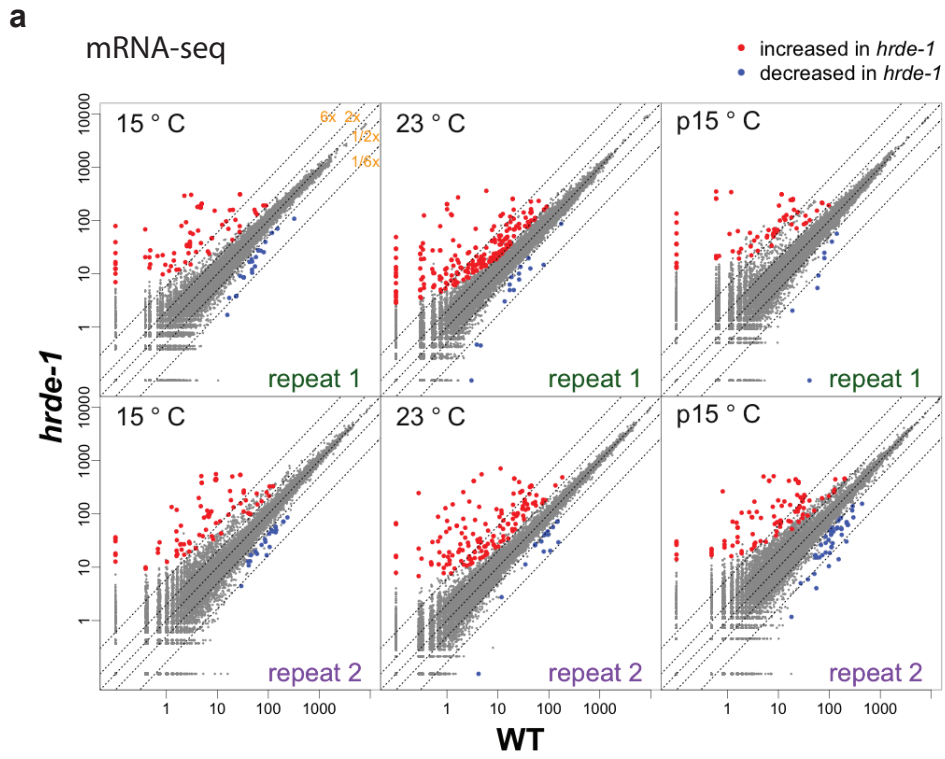 a
mRNA-seq
increased in hrde-1
decreased in hrde-1
15 ° C
6x 2x
1/2x
1/6x
23 ° C
p15 ° C
10000
1000
100
10
1
repeat 1
repeat 1
repeat 1
hrde-1
15 ° C
23 ° C
p15 ° C
10000
1000
100
10
1
repeat 2
repeat 2
repeat 2
1 10 100 1000
1 10 100 1000
1 10 100 1000
WT